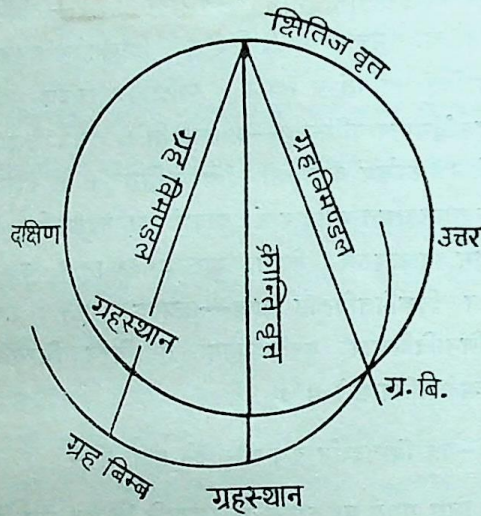 क्षितिज वृत
ग्रह विमण्डल
ग्रहविमण्डल
दक्षिण
क्रान्ति वृत्त
उत्तर
ग्रहस्थान
ग्र. बि.
ग्रह बिम्ब
ग्रहस्थान